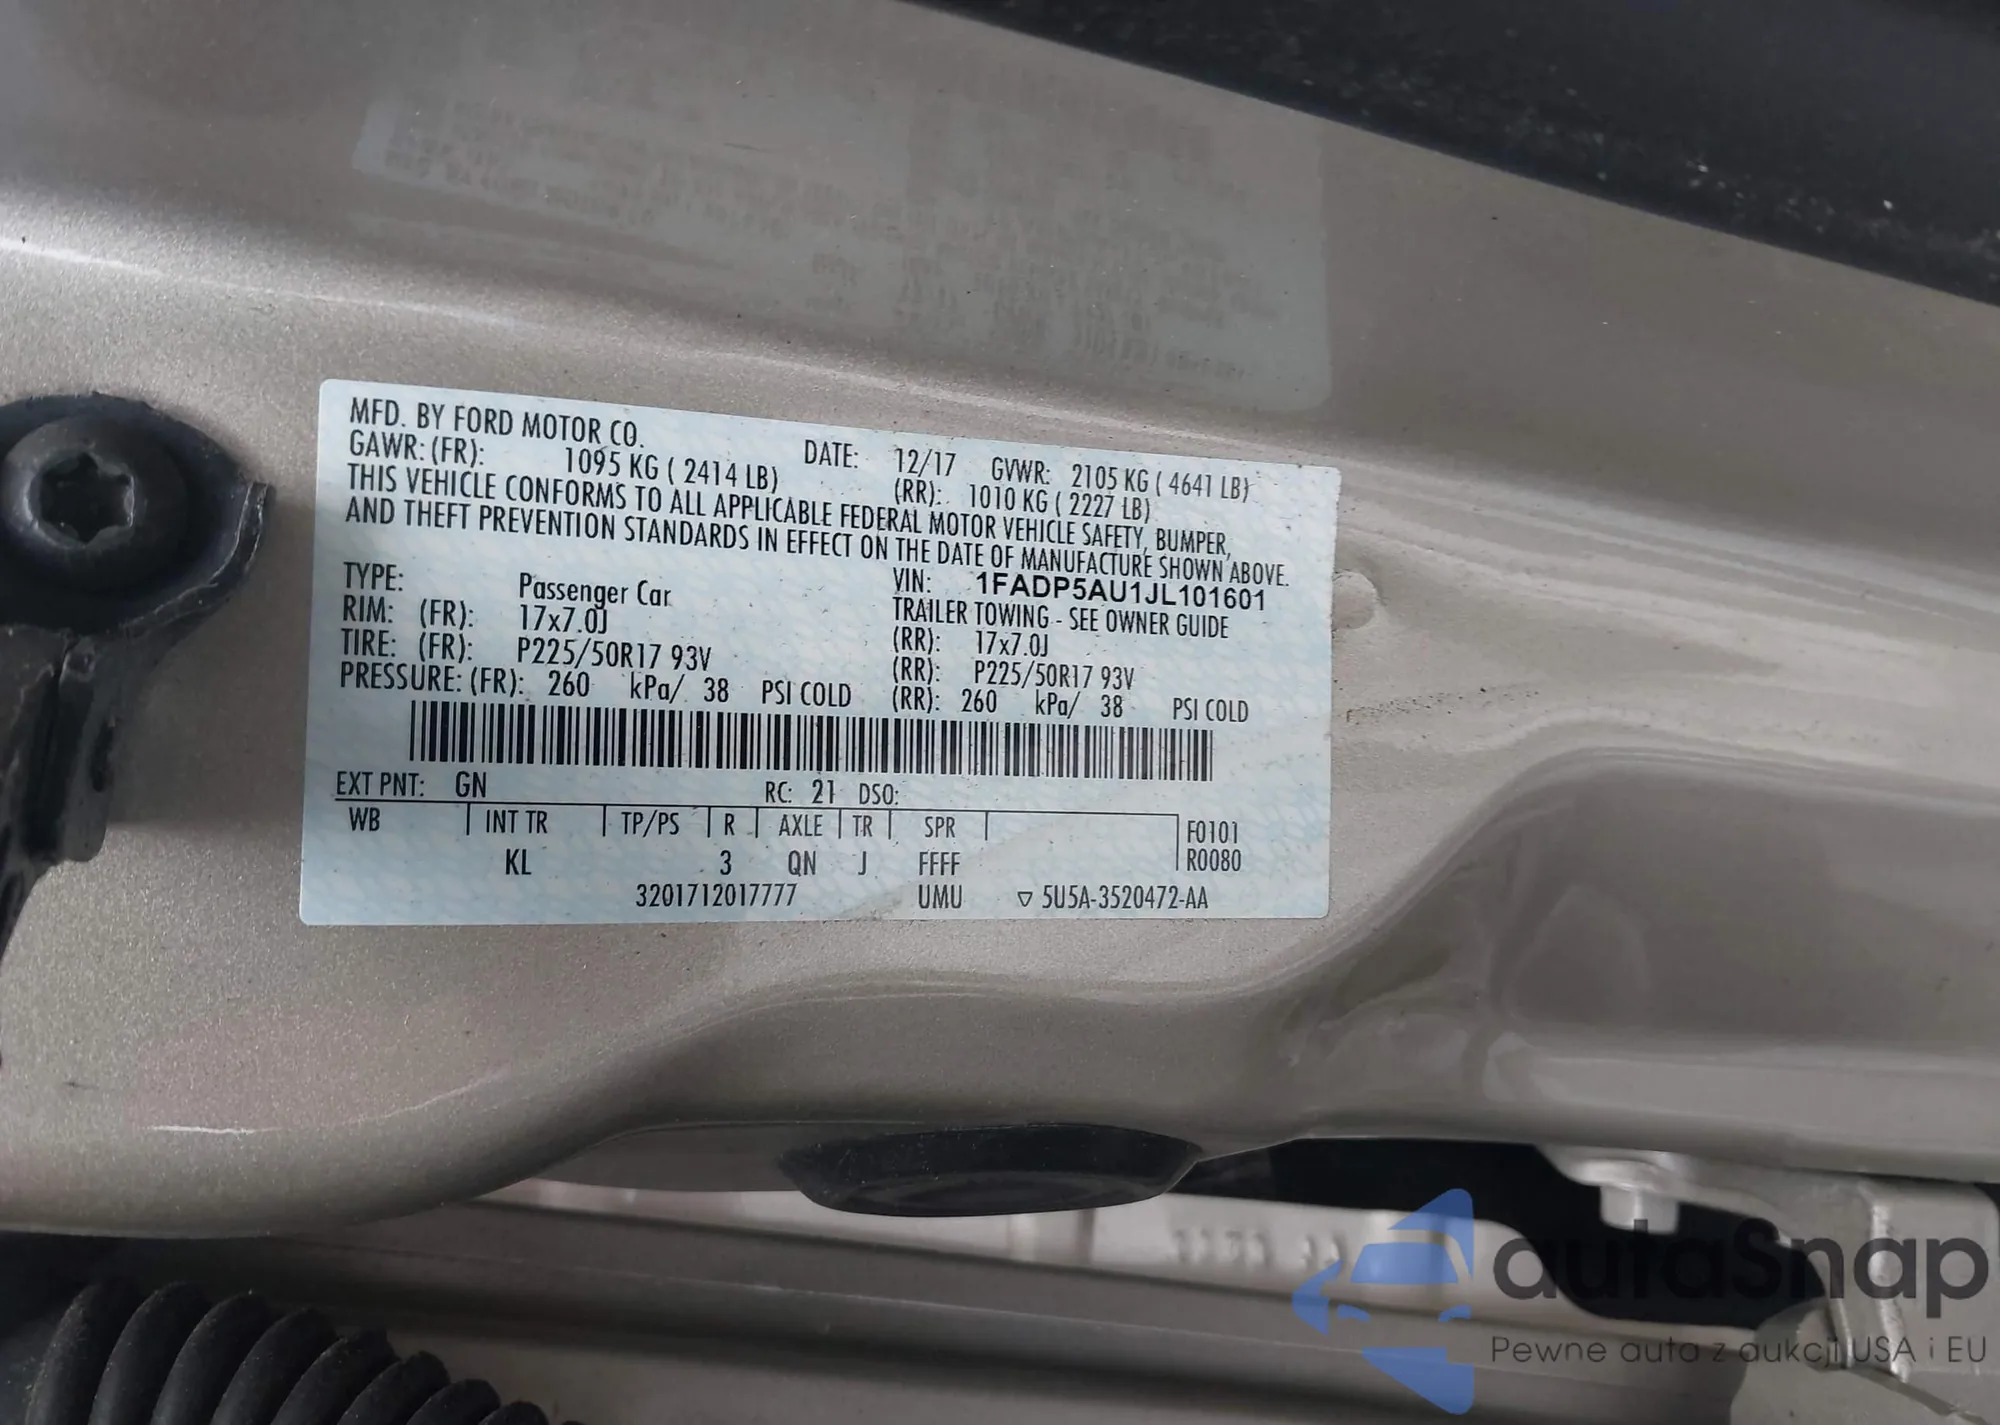 MFD. BY FORD MOTOR CO.
DATE: 12/17 GVWR: 2105 KG ( 4641 LB)
GAWR: (FR): 1095 KG ( 2414 LB) (RR): 1010 KG ( 2227 LB)
THIS VEHICLE CONFORMS TO ALL APPLICABLE FEDERAL MOTOR VEHICLE SAFETY, BUMPER,
AND THEFT PREVENTION STANDARDS IN EFFECT ON THE DATE OF MANUFACTURE SHOWN ABOVE.
VIN: 1FADP5AU1JL101601
TYPE: Passenger Car TRAILER TOWING - SEE OWNER GUIDE
RIM: (FR): 17x7.0J (RR): 17x7.0J
TIRE: (FR): P225/50R17 93V (RR): P225/50R17 93V
PRESSURE: (FR): 260 kPa/ 38 PSI COLD (RR): 260 kPa/ 38 PSI COLD
EXT PNT: GN RC: 21 DSO:
WB INT TR TP/PS R AXLE TR SPR F0101
KL 3 QN J FFFF R0080
3201712017777 UMU ▽ 5U5A-3520472-AA
autaSnap
Pewne auta z aukcji USA i EU